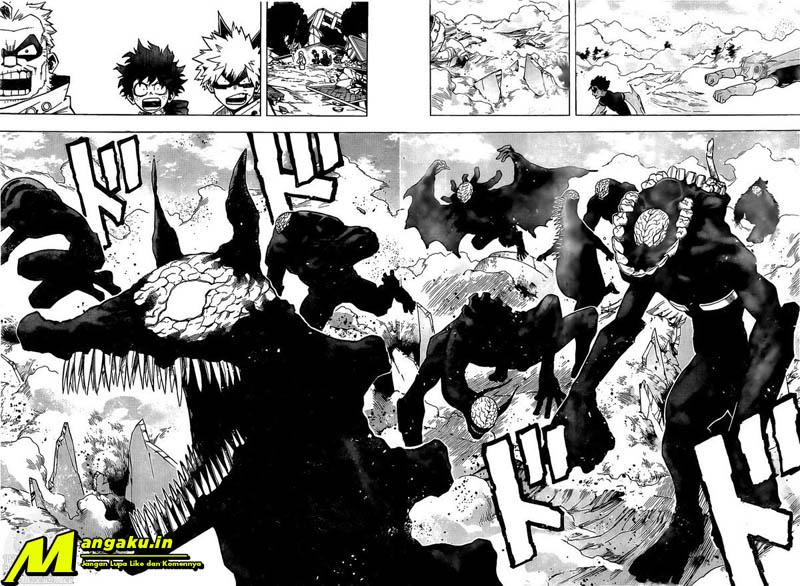 ドド
ドド
ド
ド
Mangaku.in
Jangan Lupa Like dan Komennya